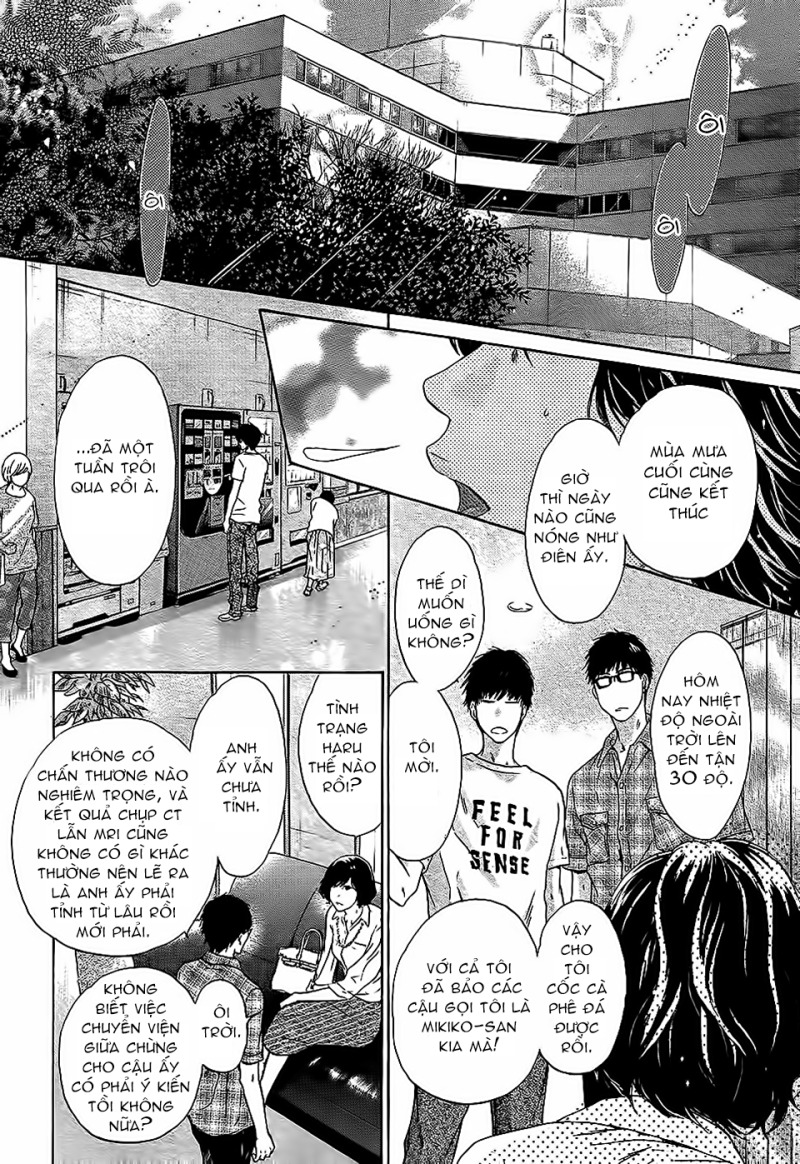 ÔI
ÔI
ÔI
MÙA MƯA
CUỐI CÙNG
CŨNG KẾT
THÚC
GIỜ
THÌ NGÀY
NÀO CŨNG
NÓNG NHƯ
ĐIÊN ẤY.
...ĐÃ MỘT
TUẦN TRÔI
QUA RỒI À.
HÔM
NAY NHIỆT
ĐỘ NGOÀI
TRỜI LÊN
ĐẾN TẬN
30 ĐỘ.
THẾ DÌ
MUỐN
UỐNG GÌ
KHÔNG?
TÔI
MỜI.
FEEL
FOR
SENSE
VẬY
CHO
TÔI
CỐC CÀ
PHÊ ĐÁ
ĐƯỢC
RỒI.
VỚI CẢ TÔI
ĐÃ BẢO CÁC
CẬU GỌI TÔI LÀ
MIKIKO-SAN
KIA MÀ!
TÌNH
TRẠNG
HARU
THẾ NÀO
RỒI?
ANH
ẤY VẪN
CHƯA
TỈNH.
KHÔNG CÓ
CHẤN THƯƠNG NÀO
NGHIÊM TRỌNG, VÀ
KẾT QUẢ CHỤP CT
LẪN MRI CŨNG
KHÔNG CÓ GÌ KHÁC
THƯỜNG NÊN LẼ RA
LÀ ANH ẤY PHẢI
TỈNH TỪ LÂU RỒI
MỚI PHẢI.
ÔI
TRỜI.
KHÔNG
BIẾT VIỆC
CHUYỂN VIỆN
GIỮA CHỪNG
CHO CẬU ẤY
CÓ PHẢI Ý KIẾN
TỒI KHÔNG
NỮA?